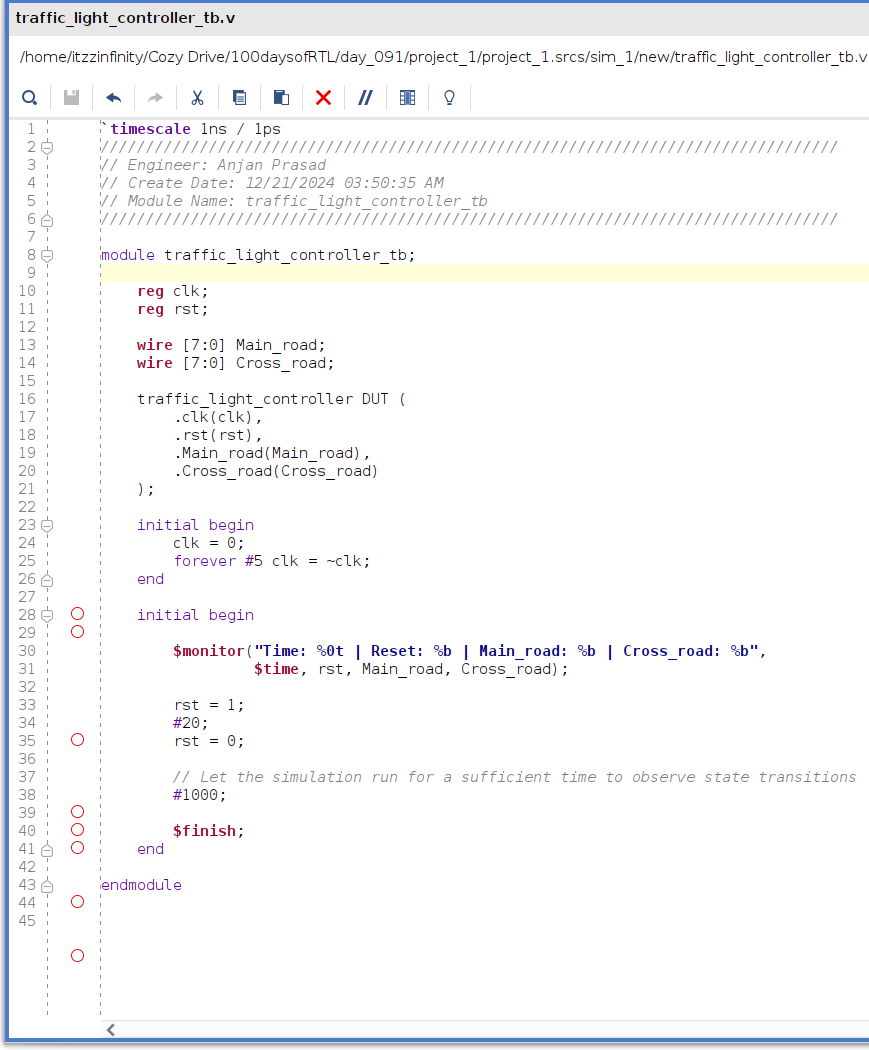 traffic_light_controller_tb.v
/home/itzzinfinity/Cozy Drive/100daysofRTL/day_091/project_1/project_1.srcs/sim_1/new/traffic_light_controller_tb.v
1 `timescale 1ns / 1ps
2 //////////////////////////////////////////////////////////////////////////////////
3 // Engineer: Anjan Prasad
4 // Create Date: 12/21/2024 03:50:35 AM
5 // Module Name: traffic_light_controller_tb
6 //////////////////////////////////////////////////////////////////////////////////
7
8 module traffic_light_controller_tb;
9
10     reg clk;
11     reg rst;
12
13     wire [7:0] Main_road;
14     wire [7:0] Cross_road;
15
16     traffic_light_controller DUT (
17         .clk(clk),
18         .rst(rst),
19         .Main_road(Main_road),
20         .Cross_road(Cross_road)
21     );
22
23     initial begin
24         clk = 0;
25         forever #5 clk = ~clk;
26     end
27
28     initial begin
29
30         $monitor("Time: %0t | Reset: %b | Main_road: %b | Cross_road: %b",
31                  $time, rst, Main_road, Cross_road);
32
33         rst = 1;
34         #20;
35         rst = 0;
36
37         // Let the simulation run for a sufficient time to observe state transitions
38         #1000;
39
40         $finish;
41     end
42
43 endmodule
44
45